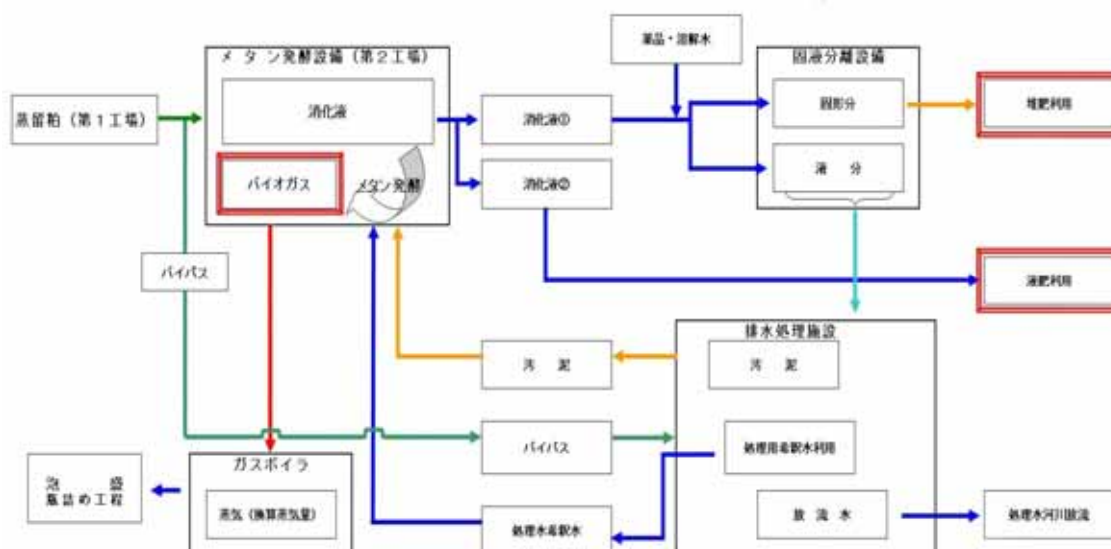 薬品・溶解水
メタン発酵設備（第2工場）
固液分離設備
蒸留粕（第1工場）
消化液
消化液①
固形分
堆肥利用
バイオガス
メタン発酵
消化液②
液　分
バイパス
液肥利用
排水処理施設
汚　泥
汚　泥
バイパス
処理用希釈水利用
ガスボイラ
泡　　盛
瓶詰め工程
蒸気（換算蒸気量）
処理水希釈水
放 流 水
処理水河川放流